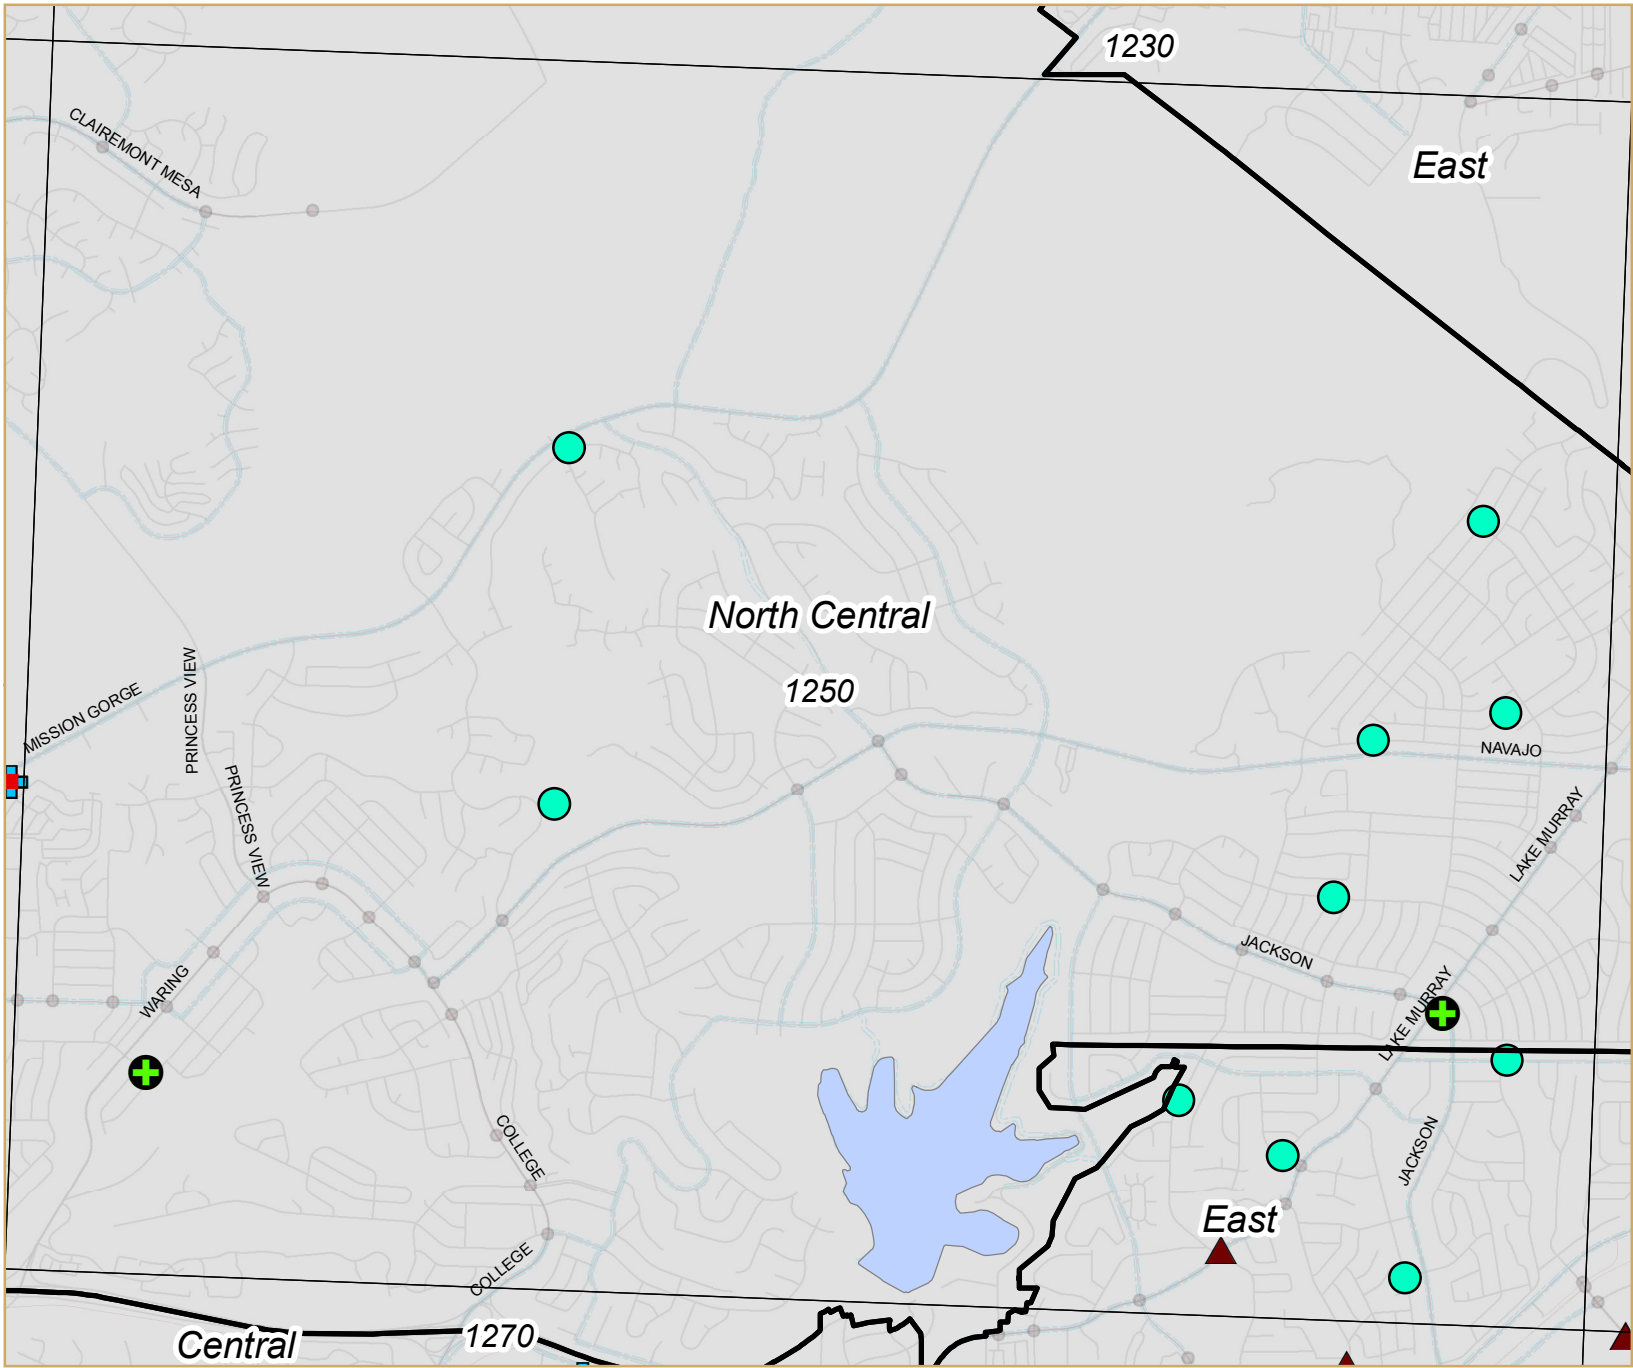 1230
East
CLAIREMONT MESA
North Central
1250
PRINCESS VIEW
MISSION GORGE
NAVAJO
PRINCESS VIEW
LAKE MURRAY
JACKSON
WARING
LAKE MURRAY
COLLEGE
JACKSON
East
COLLEGE
Central
1270